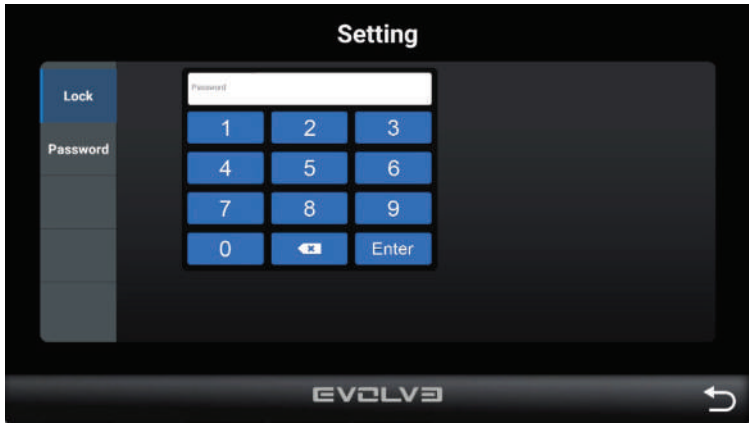 Setting
Lock
Password
Password
1 2 3
4 5 6
7 8 9
0 Enter
EVOLVE